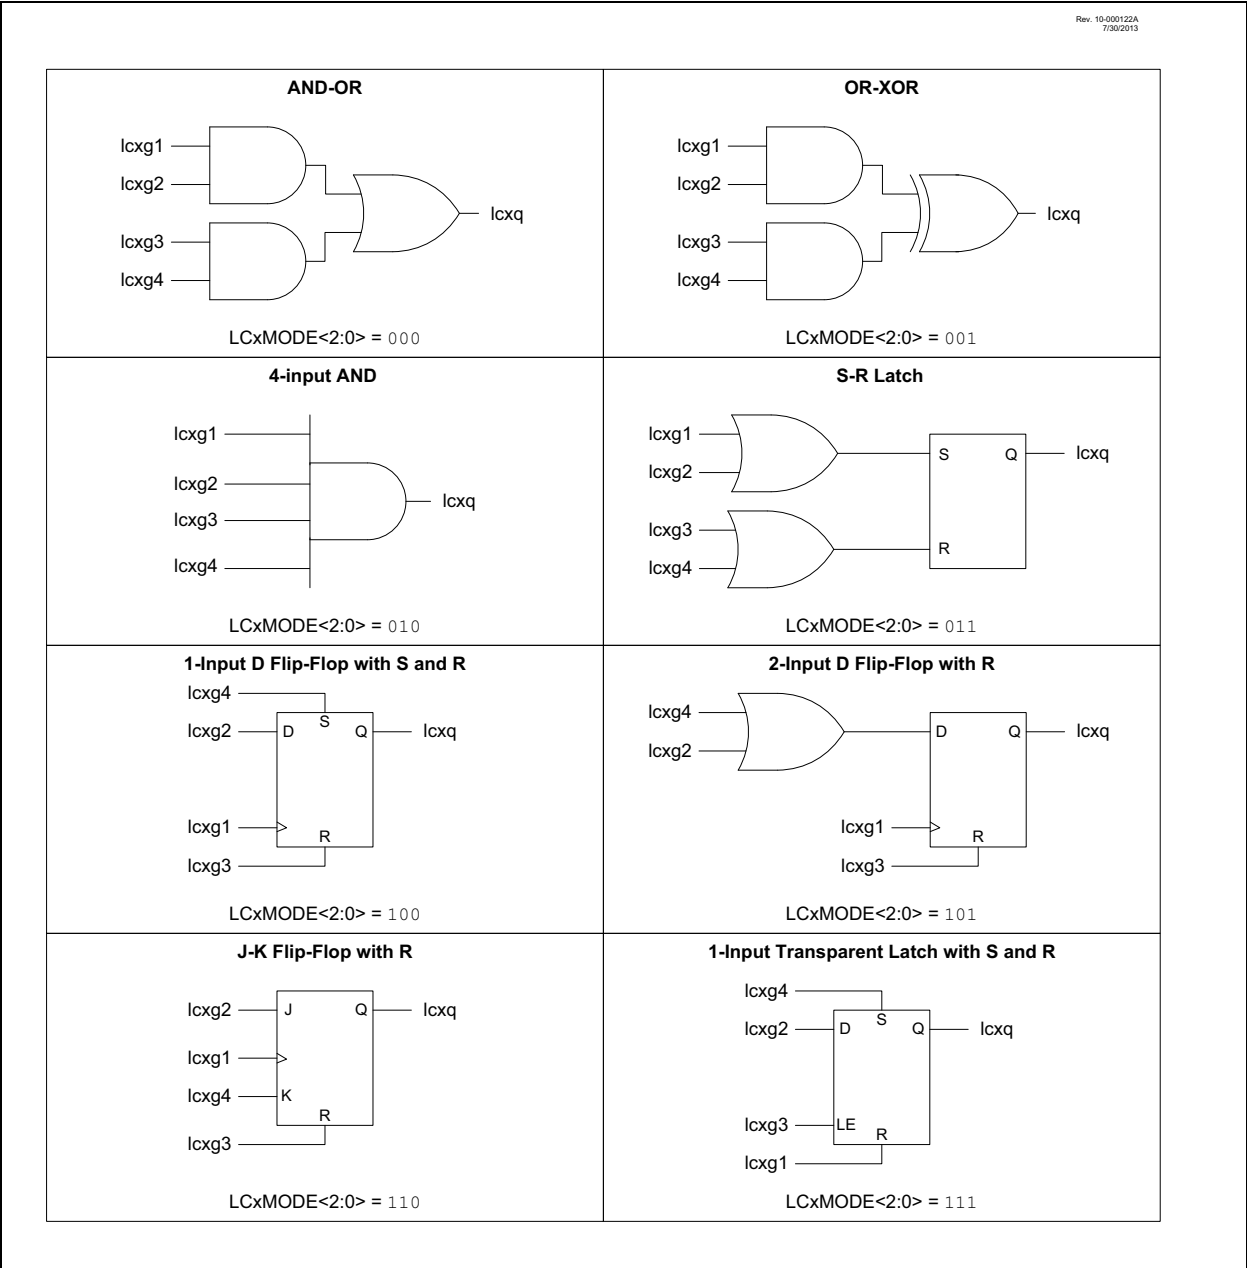 Rev. 10-000122A
7/30/2013
AND-OR
lcxg1
lcxg2
lcxg3
lcxg4
lcxq
LCxMODE<2:0> = 000
OR-XOR
lcxg1
lcxg2
lcxg3
lcxg4
lcxq
LCxMODE<2:0> = 001
4-input AND
lcxg1
lcxg2
lcxg3
lcxg4
lcxq
LCxMODE<2:0> = 010
S-R Latch
lcxg1
lcxg2
lcxg3
lcxg4
S
Q
lcxq
R
LCxMODE<2:0> = 011
1-Input D Flip-Flop with S and R
lcxg4
S
lcxg2
D
Q
lcxq
lcxg1
R
lcxg3
LCxMODE<2:0> = 100
2-Input D Flip-Flop with R
lcxg4
lcxg2
D
Q
lcxq
lcxg1
R
lcxg3
LCxMODE<2:0> = 101
J-K Flip-Flop with R
lcxg2
J
Q
lcxq
lcxg1
lcxg4
K
R
lcxg3
LCxMODE<2:0> = 110
1-Input Transparent Latch with S and R
lcxg4
S
lcxg2
D
Q
lcxq
lcxg3
LE
R
lcxg1
LCxMODE<2:0> = 111